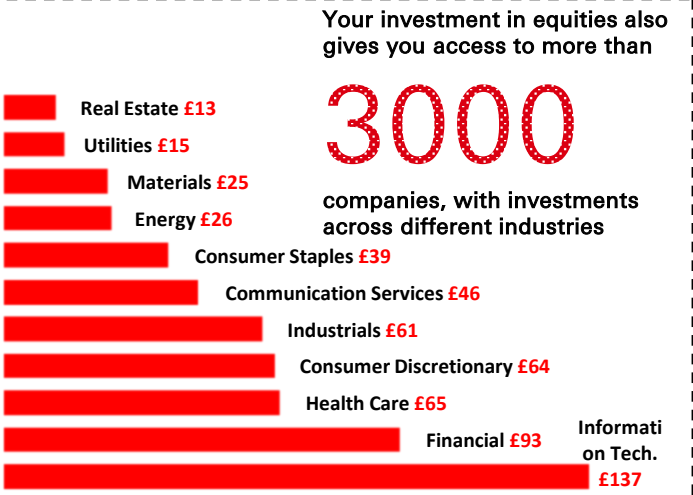 Your investment in equities also
gives you access to more than
3000
companies, with investments
across different industries
Real Estate £13
Utilities £15
Materials £25
Energy £26
Consumer Staples £39
Communication Services £46
Industrials £61
Consumer Discretionary £64
Health Care £65
Financial £93
Informati
on Tech.
£137